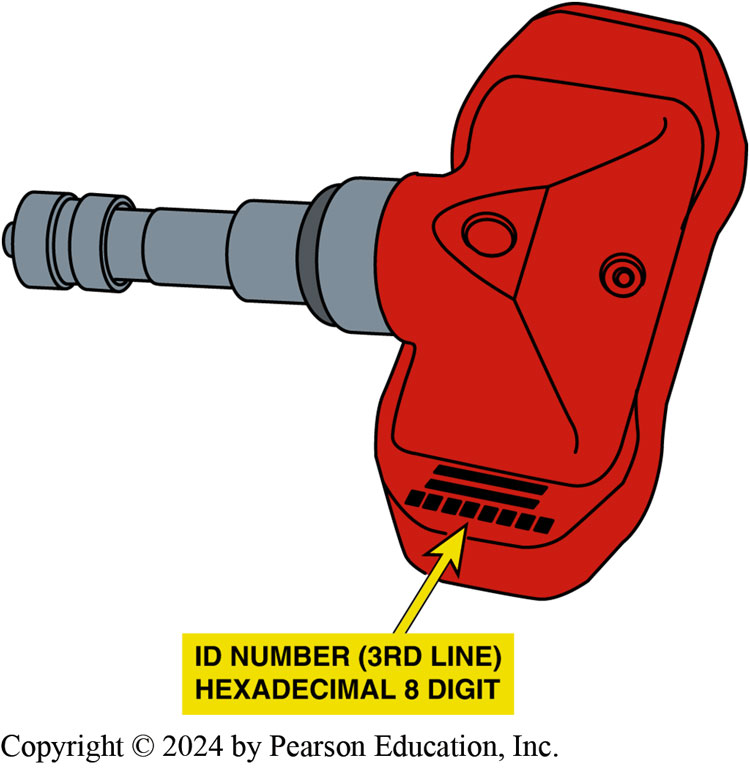 ID NUMBER (3RD LINE)
HEXADECIMAL 8 DIGIT
Copyright © 2024 by Pearson Education, Inc.